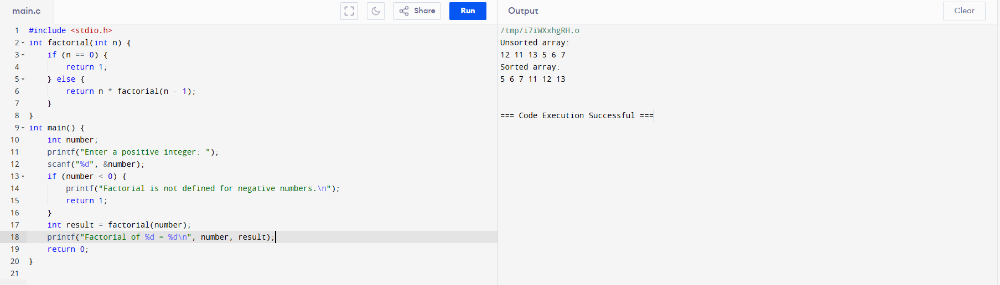 main.c
Share
Run
Output
Clear
1 #include <stdio.h>
2 int factorial(int n) {
3     if (n == 0) {
4         return 1;
5     } else {
6         return n * factorial(n - 1);
7     }
8 }
9 int main() {
10     int number;
11     printf("Enter a positive integer: ");
12     scanf("%d", &number);
13     if (number < 0) {
14         printf("Factorial is not defined for negative numbers.\n");
15         return 1;
16     }
17     int result = factorial(number);
18     printf("Factorial of %d = %d\n", number, result);
19     return 0;
20 }
21
/tmp/i7iWXxhgRH.o
Unsorted array:
12 11 13 5 6 7
Sorted array:
5 6 7 11 12 13
=== Code Execution Successful ===